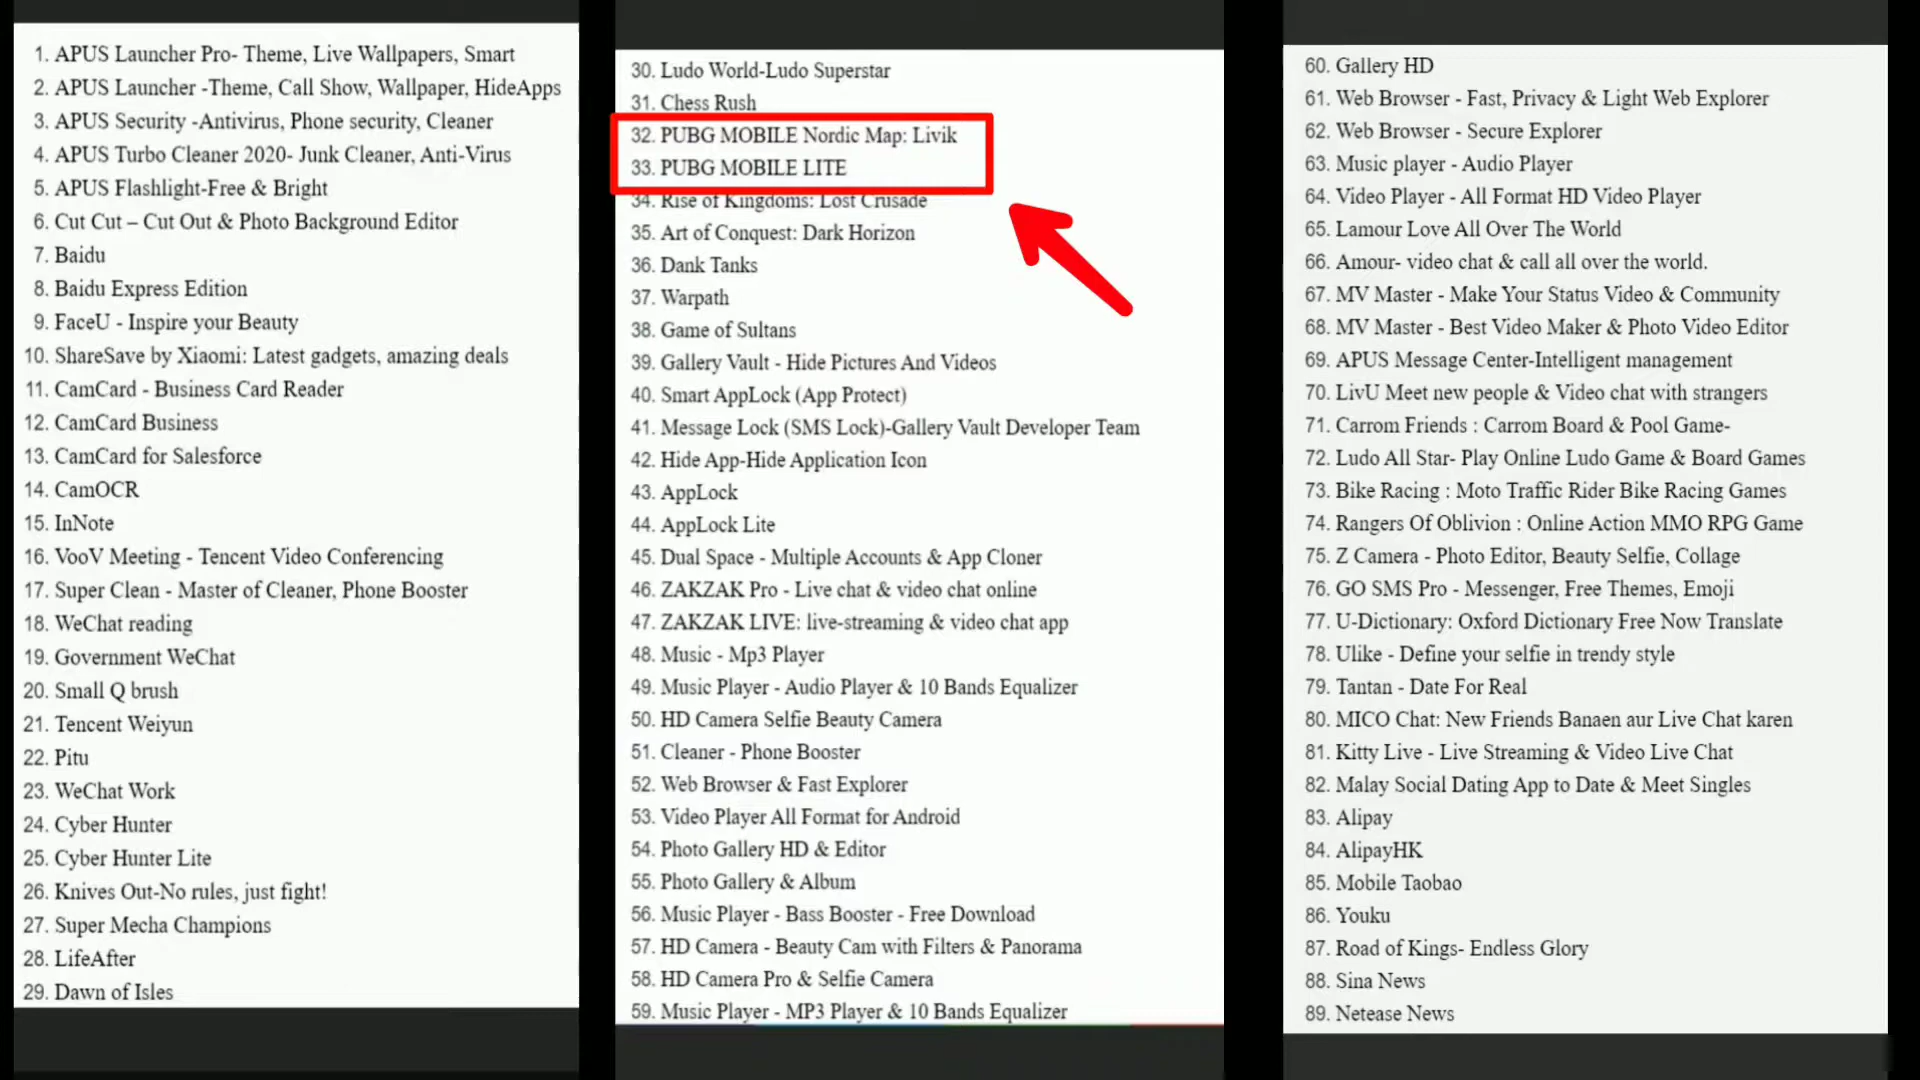 1. APUS Launcher Pro- Theme, Live Wallpapers, Smart
2. APUS Launcher -Theme, Call Show, Wallpaper, HideApps
3. APUS Security -Antivirus, Phone security, Cleaner
4. APUS Turbo Cleaner 2020- Junk Cleaner, Anti-Virus
5. APUS Flashlight-Free & Bright
6. Cut Cut – Cut Out & Photo Background Editor
7. Baidu
8. Baidu Express Edition
9. FaceU - Inspire your Beauty
10. ShareSave by Xiaomi: Latest gadgets, amazing deals
11. CamCard - Business Card Reader
12. CamCard Business
13. CamCard for Salesforce
14. CamOCR
15. InNote
16. VooV Meeting - Tencent Video Conferencing
17. Super Clean - Master of Cleaner, Phone Booster
18. WeChat reading
19. Government WeChat
20. Small Q brush
21. Tencent Weiyun
22. Pitu
23. WeChat Work
24. Cyber Hunter
25. Cyber Hunter Lite
26. Knives Out-No rules, just fight!
27. Super Mecha Champions
28. LifeAfter
29. Dawn of Isles
30. Ludo World-Ludo Superstar
31. Chess Rush
32. PUBG MOBILE Nordic Map: Livik
33. PUBG MOBILE LITE
34. Rise of Kingdoms: Lost Crusade
35. Art of Conquest: Dark Horizon
36. Dank Tanks
37. Warpath
38. Game of Sultans
39. Gallery Vault - Hide Pictures And Videos
40. Smart AppLock (App Protect)
41. Message Lock (SMS Lock)-Gallery Vault Developer Team
42. Hide App-Hide Application Icon
43. AppLock
44. AppLock Lite
45. Dual Space - Multiple Accounts & App Cloner
46. ZAKZAK Pro - Live chat & video chat online
47. ZAKZAK LIVE: live-streaming & video chat app
48. Music - Mp3 Player
49. Music Player - Audio Player & 10 Bands Equalizer
50. HD Camera Selfie Beauty Camera
51. Cleaner - Phone Booster
52. Web Browser & Fast Explorer
53. Video Player All Format for Android
54. Photo Gallery HD & Editor
55. Photo Gallery & Album
56. Music Player - Bass Booster - Free Download
57. HD Camera - Beauty Cam with Filters & Panorama
58. HD Camera Pro & Selfie Camera
59. Music Player - MP3 Player & 10 Bands Equalizer
60. Gallery HD
61. Web Browser - Fast, Privacy & Light Web Explorer
62. Web Browser - Secure Explorer
63. Music player - Audio Player
64. Video Player - All Format HD Video Player
65. Lamour Love All Over The World
66. Amour- video chat & call all over the world.
67. MV Master - Make Your Status Video & Community
68. MV Master - Best Video Maker & Photo Video Editor
69. APUS Message Center-Intelligent management
70. LivU Meet new people & Video chat with strangers
71. Carrom Friends : Carrom Board & Pool Game-
72. Ludo All Star- Play Online Ludo Game & Board Games
73. Bike Racing : Moto Traffic Rider Bike Racing Games
74. Rangers Of Oblivion : Online Action MMO RPG Game
75. Z Camera - Photo Editor, Beauty Selfie, Collage
76. GO SMS Pro - Messenger, Free Themes, Emoji
77. U-Dictionary: Oxford Dictionary Free Now Translate
78. Ulike - Define your selfie in trendy style
79. Tantan - Date For Real
80. MICO Chat: New Friends Banaen aur Live Chat karen
81. Kitty Live - Live Streaming & Video Live Chat
82. Malay Social Dating App to Date & Meet Singles
83. Alipay
84. AlipayHK
85. Mobile Taobao
86. Youku
87. Road of Kings- Endless Glory
88. Sina News
89. Netease News